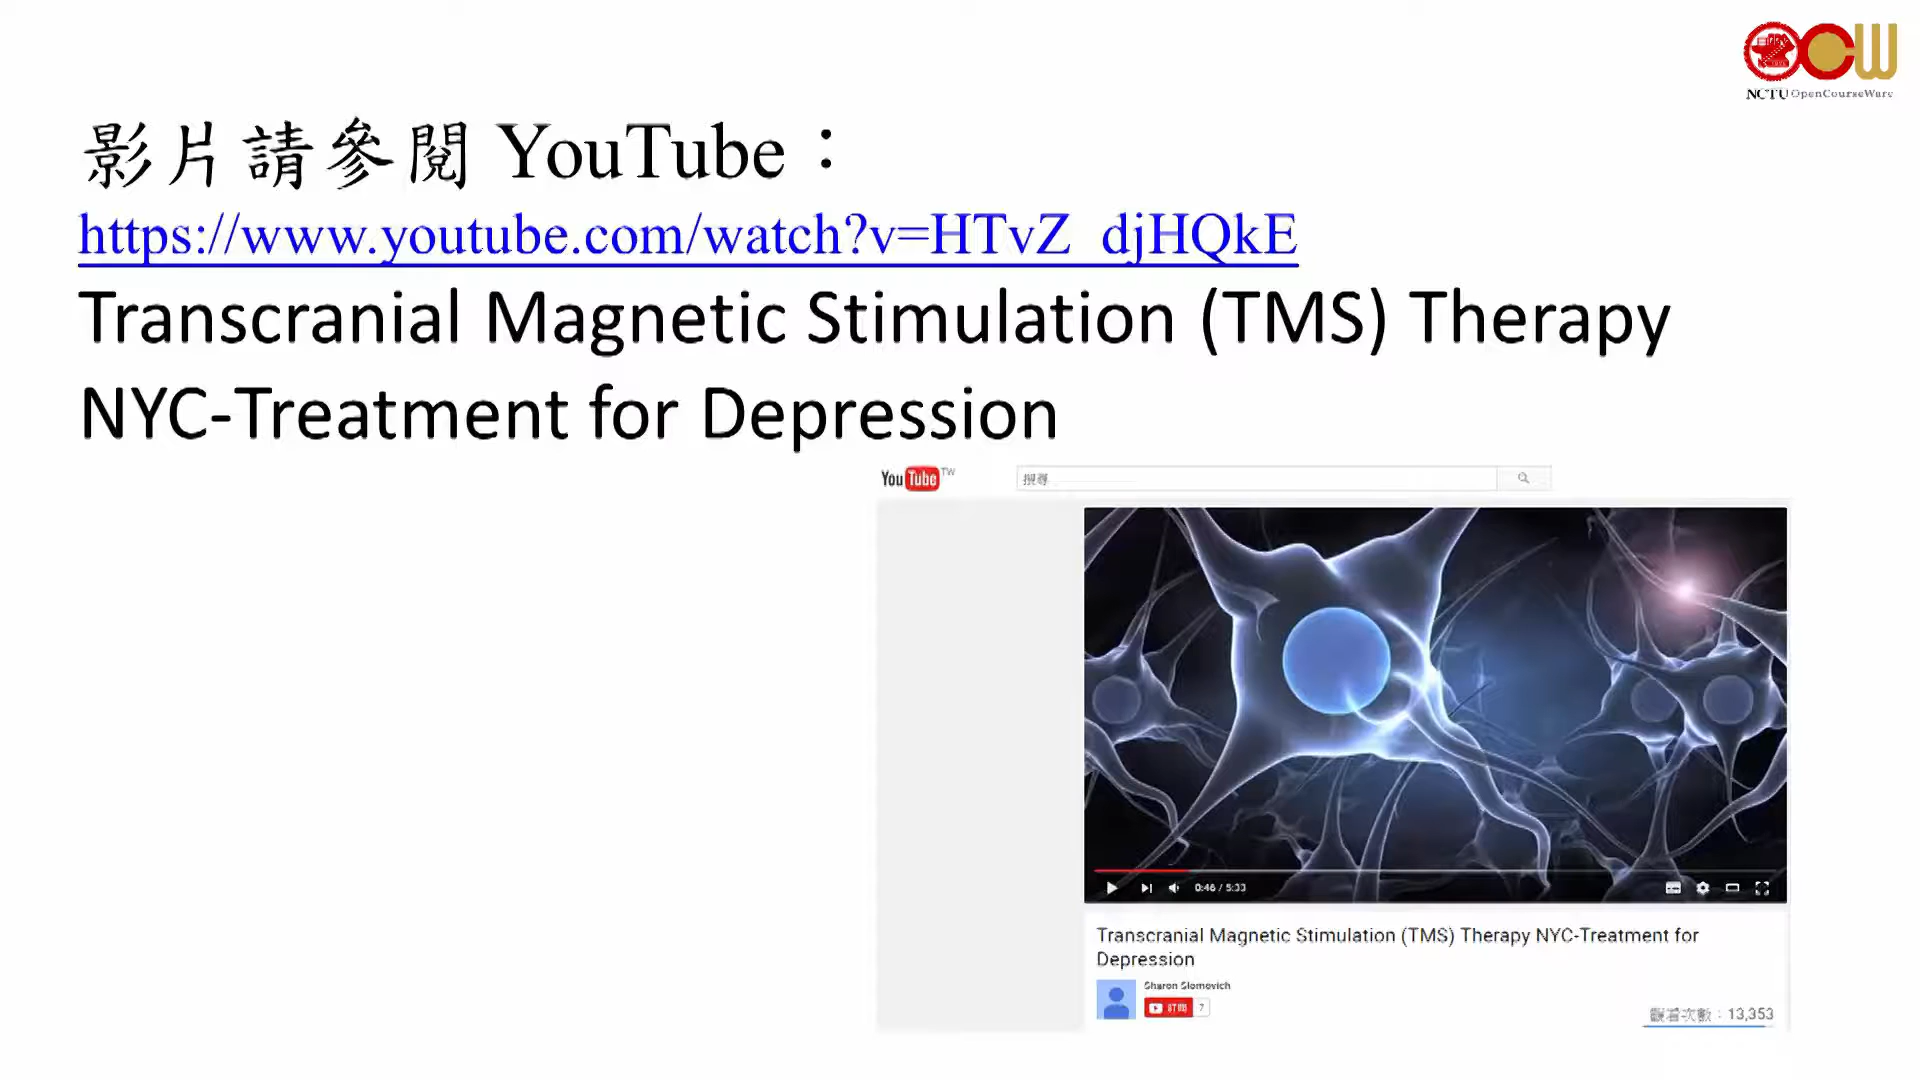 NCTU OpenCourseWare
影片請參閱 YouTube：
https://www.youtube.com/watch?v=HTvZ_djHQkE
Transcranial Magnetic Stimulation (TMS) Therapy
NYC-Treatment for Depression
YouTube TW
搜尋
0:46 / 5:33
Transcranial Magnetic Stimulation (TMS) Therapy NYC-Treatment for
Depression
Sharon Slomovich
訂閱 7
觀看次數：13,353